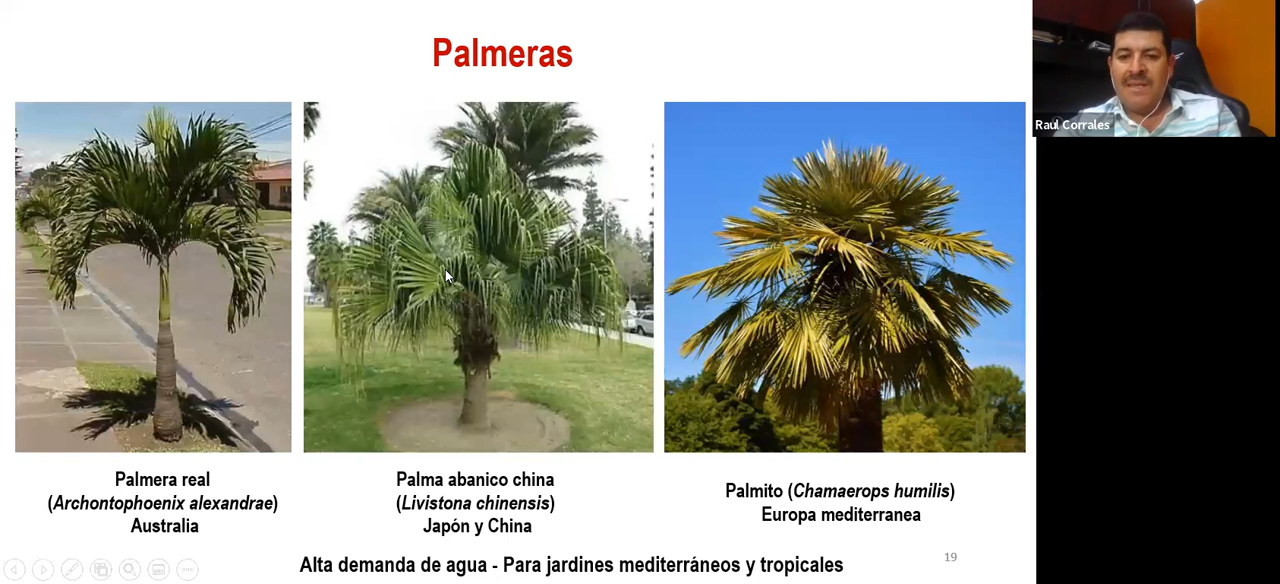 Palmeras
Raul Corrales
Palmera real
(Archontophoenix alexandrae)
Australia
Palma abanico china
(Livistona chinensis)
Japón y China
Palmito (Chamaerops humilis)
Europa mediterranea
Alta demanda de agua - Para jardines mediterráneos y tropicales
19